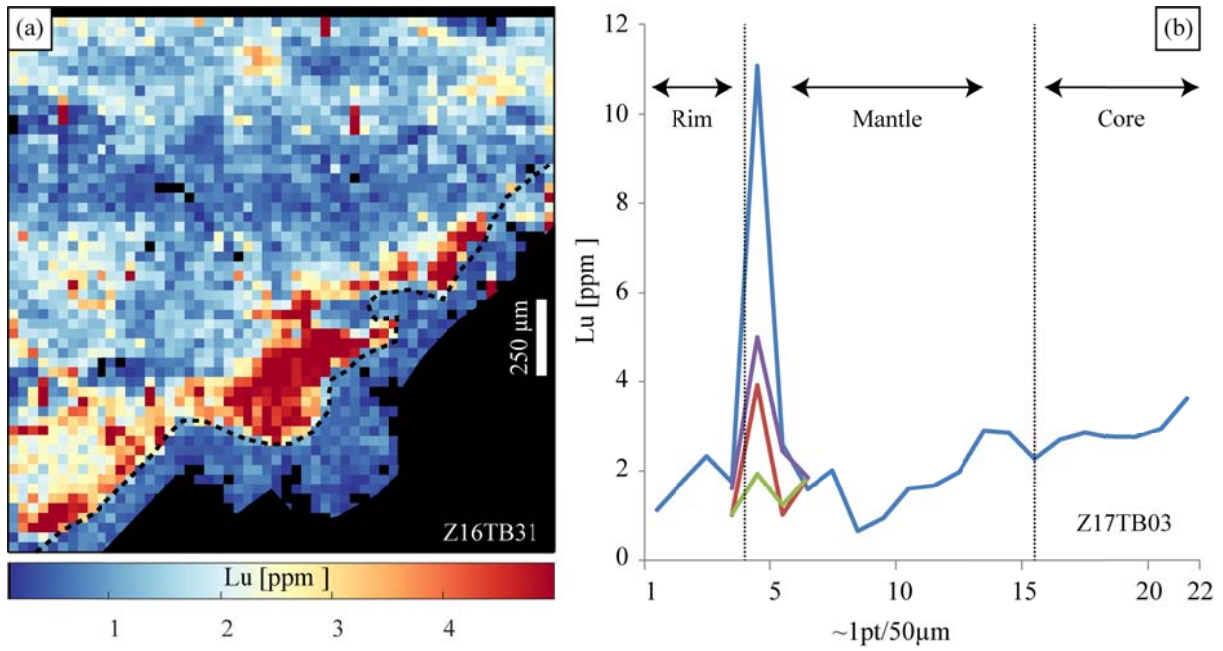 (a)
250 µm
Z16TB31
Lu [ppm ]
1 2 3 4
(b)
12
10
8
6
4
2
0
Lu [ppm ]
Rim Mantle Core
Z17TB03
1 5 10 15 20 22
~1pt/50µm